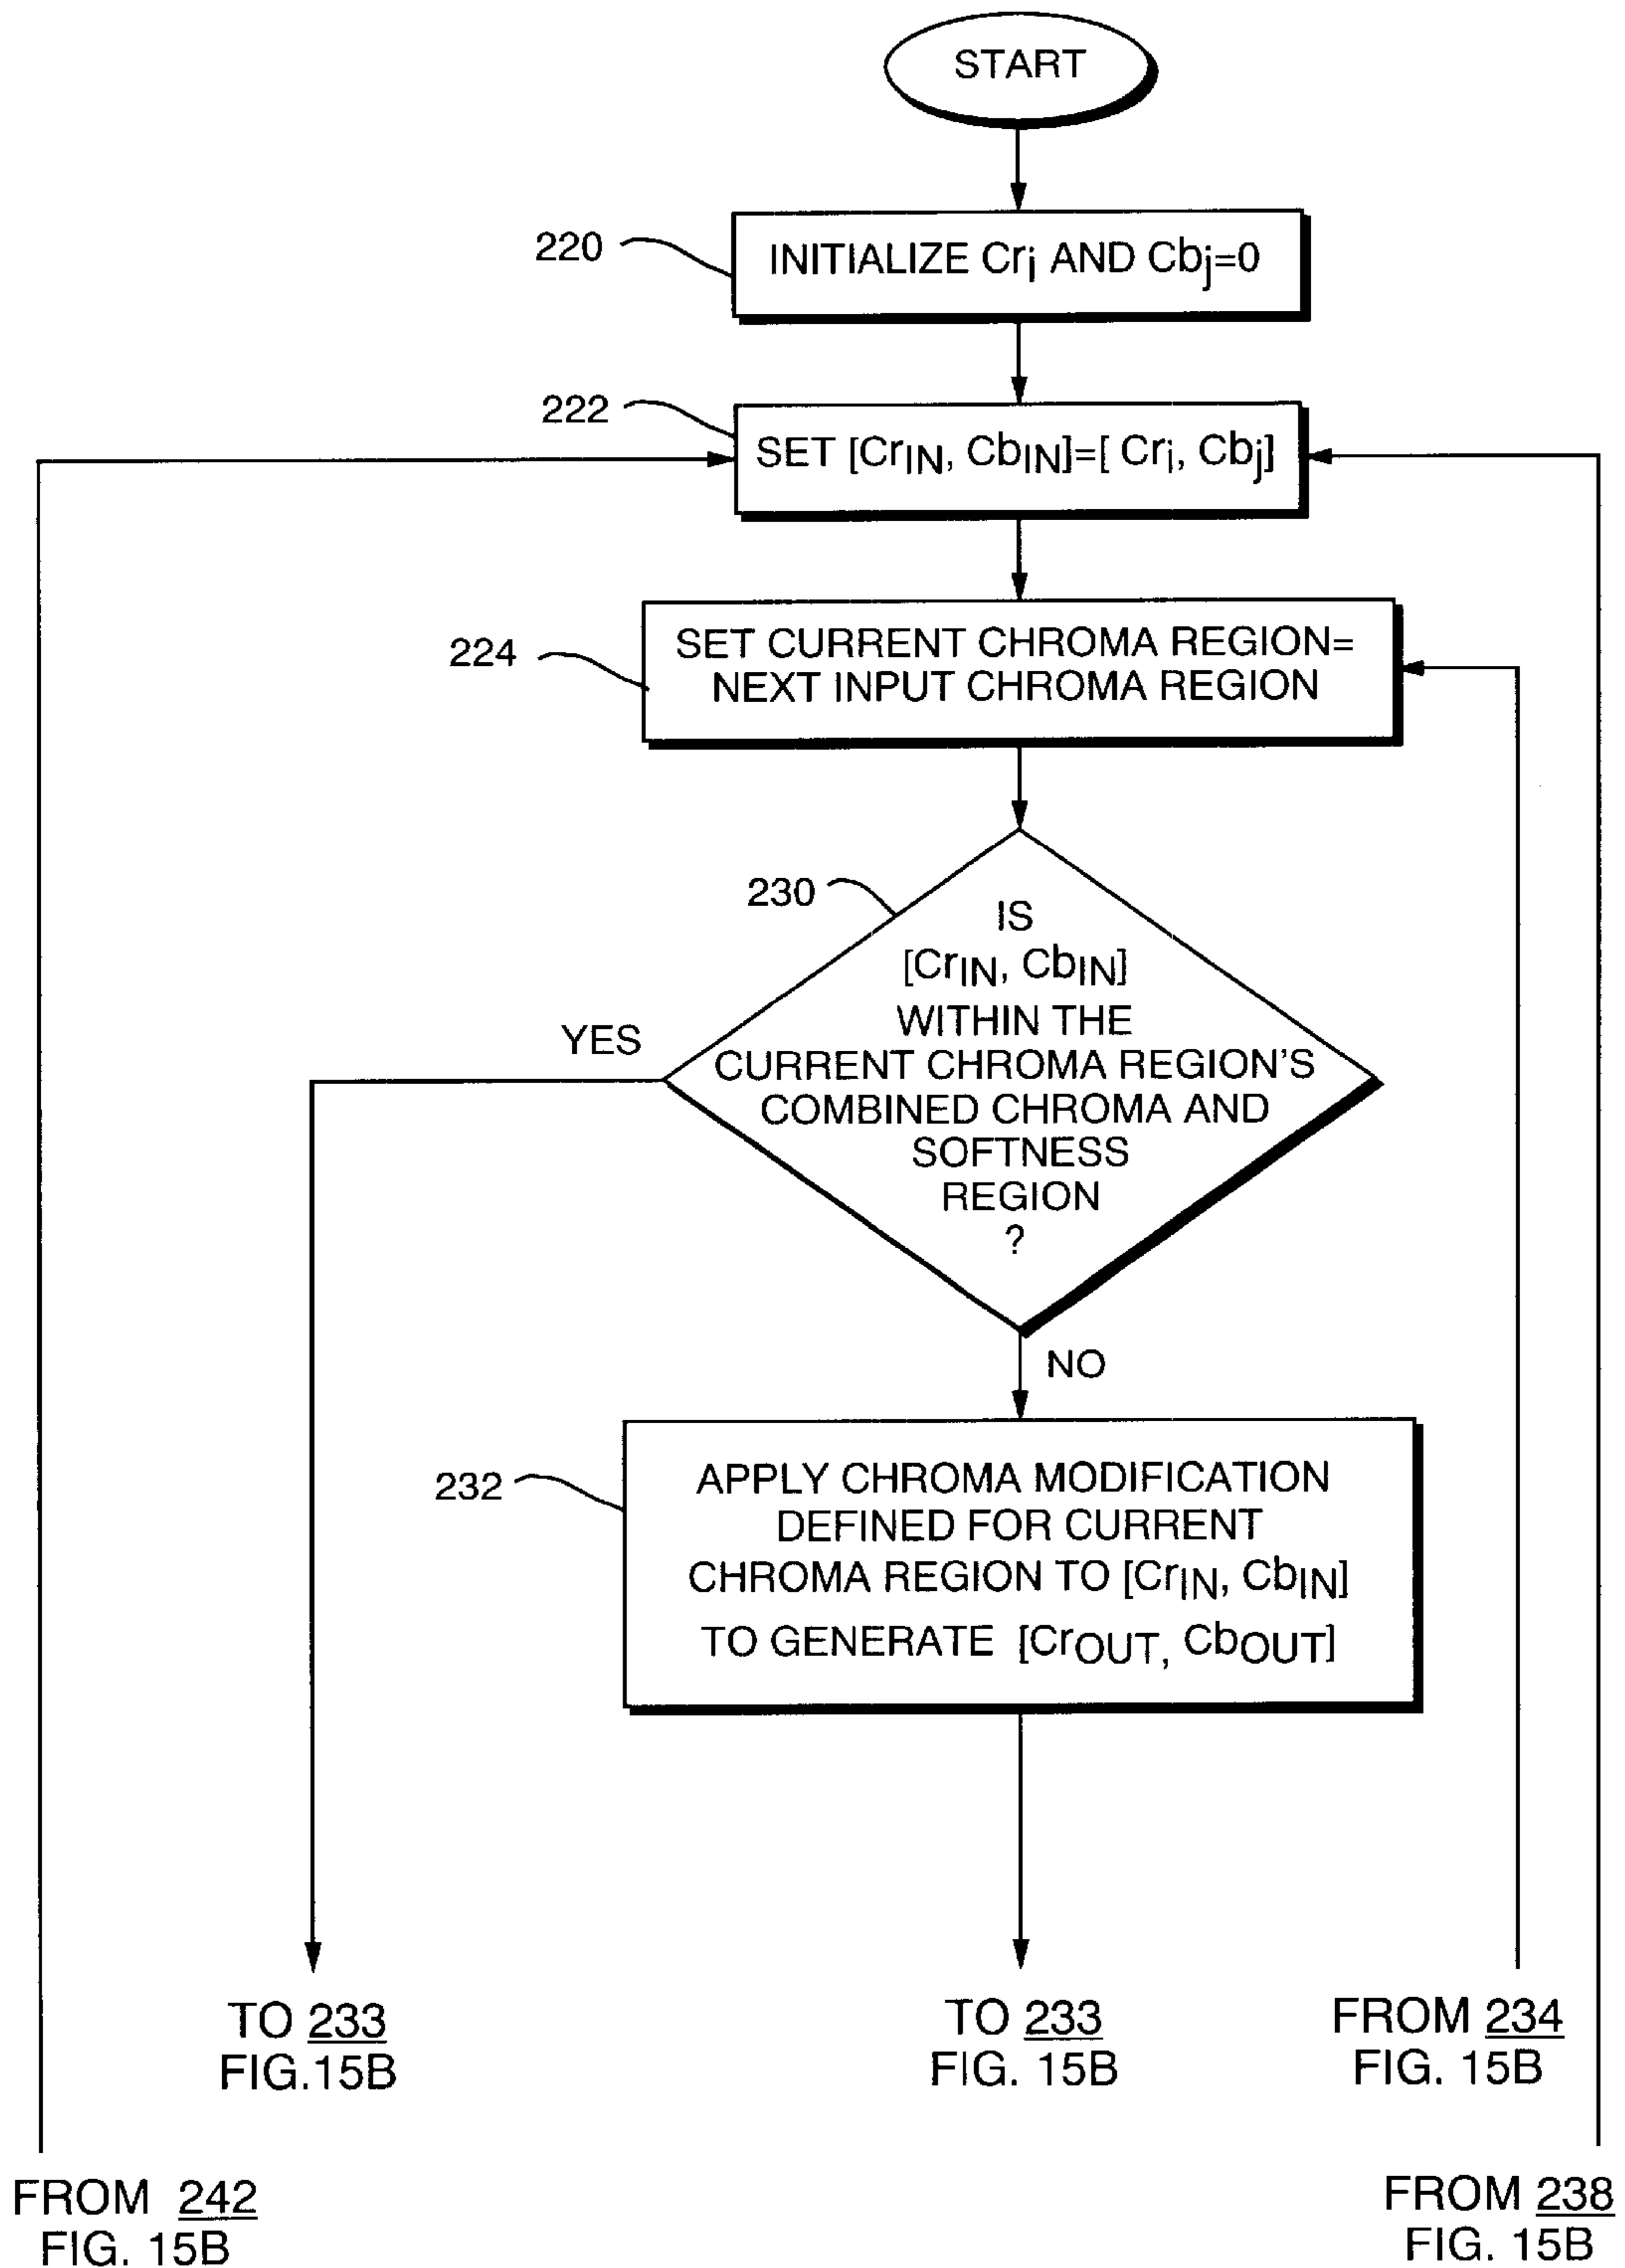 START
220
INITIALIZE Cri AND Cbj=0
222
SET [CrIN, CbIN]=[ Cri, Cbj]
224
SET CURRENT CHROMA REGION=
NEXT INPUT CHROMA REGION
230
IS
[CrIN, CbIN]
WITHIN THE
CURRENT CHROMA REGION'S
COMBINED CHROMA AND
SOFTNESS
REGION
?
YES
NO
232
APPLY CHROMA MODIFICATION
DEFINED FOR CURRENT
CHROMA REGION TO [CrIN, CbIN]
TO GENERATE [CrOUT, CbOUT]
TO 233
FIG.15B
TO 233
FIG. 15B
FROM 234
FIG. 15B
FROM 242
FIG. 15B
FROM 238
FIG. 15B